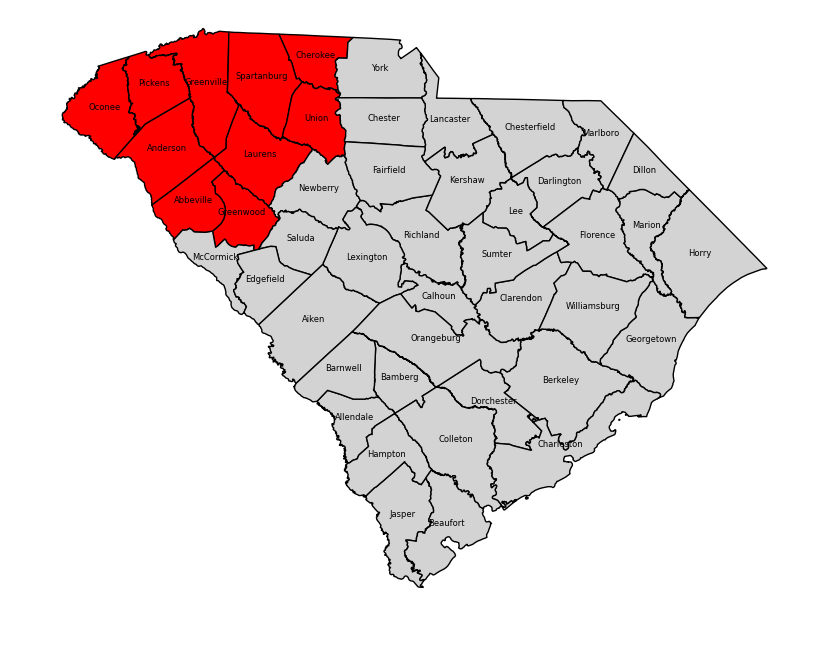 Cherokee
York
Spartanburg
Greenville
Pickens
Oconee
Union
Chester
Lancaster
Chesterfield
Marlboro
Anderson
Laurens
Fairfield
Kershaw
Darlington
Dillon
Newberry
Abbeville
Greenwood
Lee
Marion
Saluda
Richland
Florence
Horry
McCormick
Lexington
Sumter
Edgefield
Calhoun
Clarendon
Williamsburg
Aiken
Orangeburg
Georgetown
Barnwell
Bamberg
Berkeley
Dorchester
Allendale
Colleton
Charleston
Hampton
Jasper
Beaufort